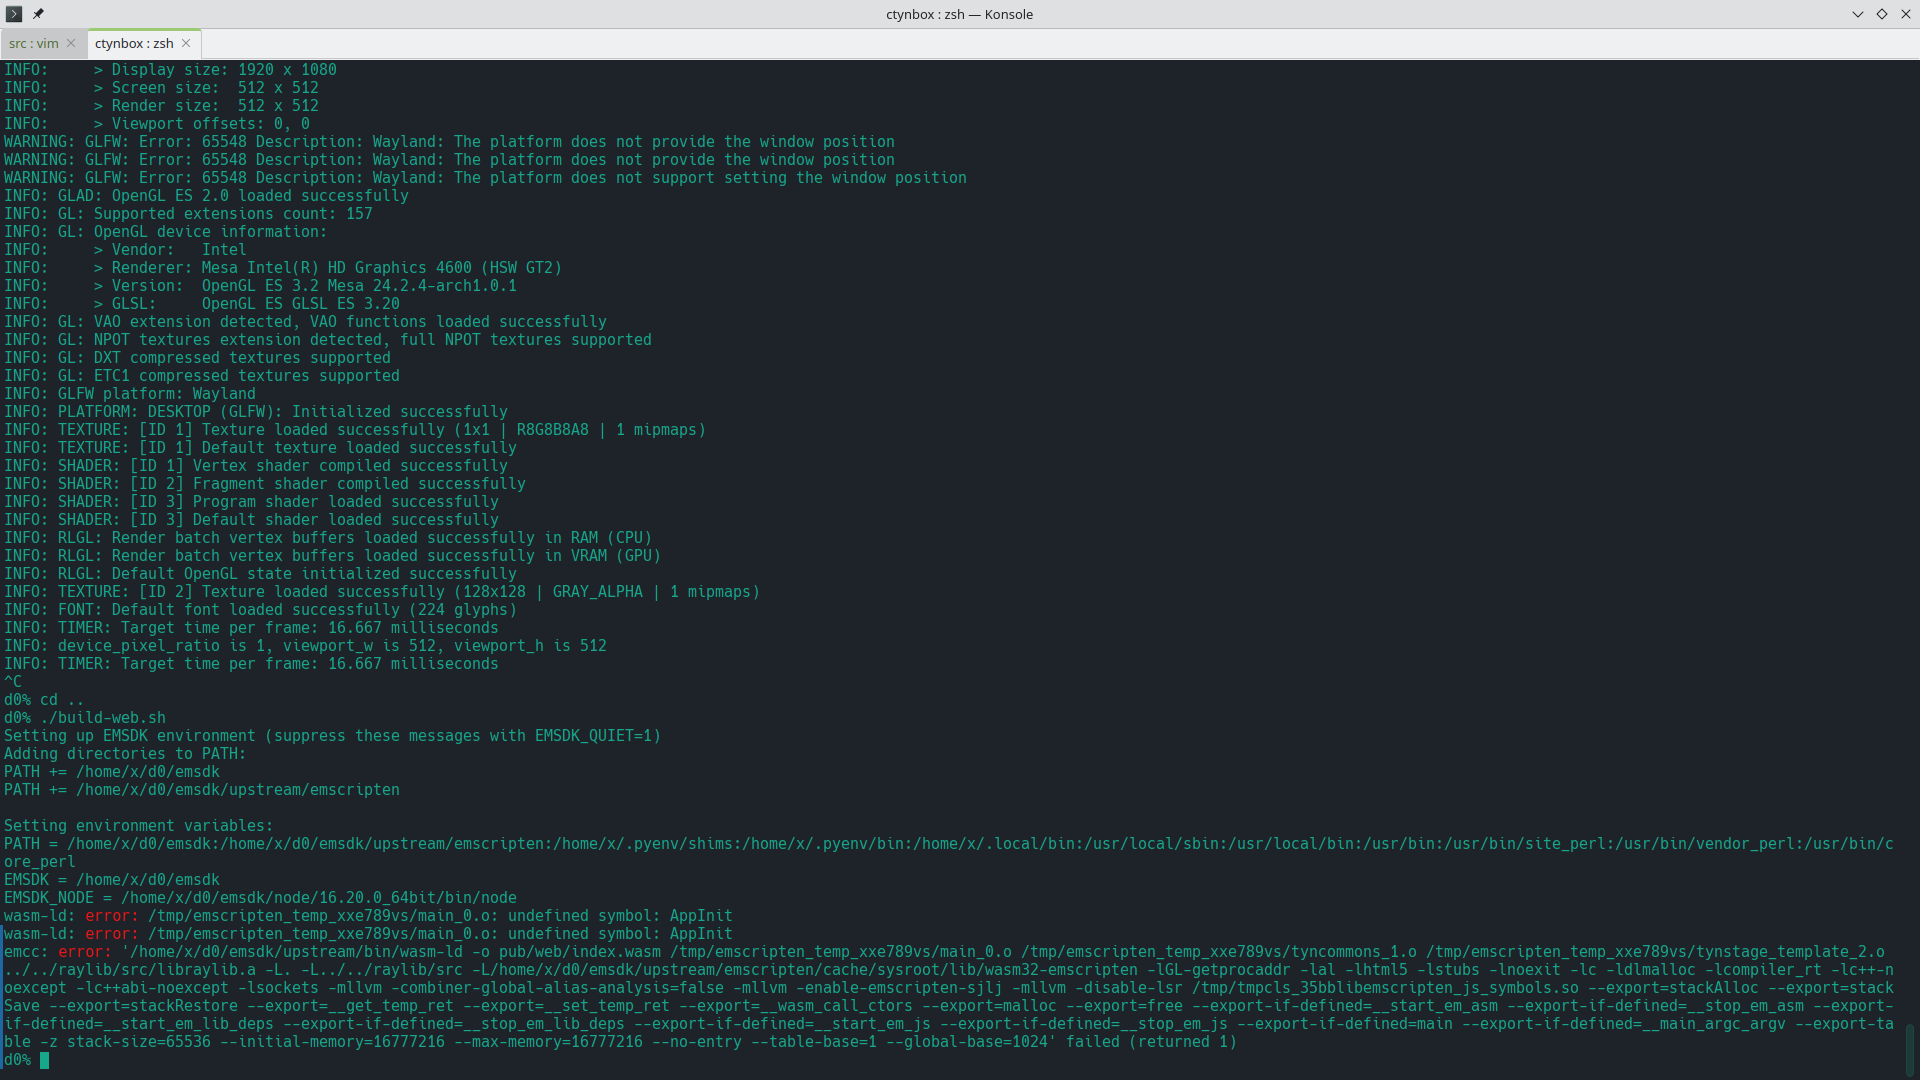 ctynbox : zsh — Konsole
src : vim
ctynbox : zsh
INFO:     > Display size: 1920 x 1080
INFO:     > Screen size:  512 x 512
INFO:     > Render size:  512 x 512
INFO:     > Viewport offsets: 0, 0
WARNING: GLFW: Error: 65548 Description: Wayland: The platform does not provide the window position
WARNING: GLFW: Error: 65548 Description: Wayland: The platform does not provide the window position
WARNING: GLFW: Error: 65548 Description: Wayland: The platform does not support setting the window position
INFO: GLAD: OpenGL ES 2.0 loaded successfully
INFO: GL: Supported extensions count: 157
INFO: GL: OpenGL device information:
INFO:     > Vendor:   Intel
INFO:     > Renderer: Mesa Intel(R) HD Graphics 4600 (HSW GT2)
INFO:     > Version:  OpenGL ES 3.2 Mesa 24.2.4-arch1.0.1
INFO:     > GLSL:     OpenGL ES GLSL ES 3.20
INFO: GL: VAO extension detected, VAO functions loaded successfully
INFO: GL: NPOT textures extension detected, full NPOT textures supported
INFO: GL: DXT compressed textures supported
INFO: GL: ETC1 compressed textures supported
INFO: GLFW platform: Wayland
INFO: PLATFORM: DESKTOP (GLFW): Initialized successfully
INFO: TEXTURE: [ID 1] Texture loaded successfully (1x1 | R8G8B8A8 | 1 mipmaps)
INFO: TEXTURE: [ID 1] Default texture loaded successfully
INFO: SHADER: [ID 1] Vertex shader compiled successfully
INFO: SHADER: [ID 2] Fragment shader compiled successfully
INFO: SHADER: [ID 3] Program shader loaded successfully
INFO: SHADER: [ID 3] Default shader loaded successfully
INFO: RLGL: Render batch vertex buffers loaded successfully in RAM (CPU)
INFO: RLGL: Render batch vertex buffers loaded successfully in VRAM (GPU)
INFO: RLGL: Default OpenGL state initialized successfully
INFO: TEXTURE: [ID 2] Texture loaded successfully (128x128 | GRAY_ALPHA | 1 mipmaps)
INFO: FONT: Default font loaded successfully (224 glyphs)
INFO: TIMER: Target time per frame: 16.667 milliseconds
INFO: device_pixel_ratio is 1, viewport_w is 512, viewport_h is 512
INFO: TIMER: Target time per frame: 16.667 milliseconds
^C
d0% cd ..
d0% ./build-web.sh
Setting up EMSDK environment (suppress these messages with EMSDK_QUIET=1)
Adding directories to PATH:
PATH += /home/x/d0/emsdk
PATH += /home/x/d0/emsdk/upstream/emscripten
Setting environment variables:
PATH = /home/x/d0/emsdk:/home/x/d0/emsdk/upstream/emscripten:/home/x/.pyenv/shims:/home/x/.pyenv/bin:/home/x/.local/bin:/usr/local/sbin:/usr/local/bin:/usr/bin:/usr/bin/site_perl:/usr/bin/vendor_perl:/usr/bin/c
ore_perl
EMSDK = /home/x/d0/emsdk
EMSDK_NODE = /home/x/d0/emsdk/node/16.20.0_64bit/bin/node
wasm-ld: error: /tmp/emscripten_temp_xxe789vs/main_0.o: undefined symbol: AppInit
wasm-ld: error: /tmp/emscripten_temp_xxe789vs/main_0.o: undefined symbol: AppInit
emcc: error: '/home/x/d0/emsdk/upstream/bin/wasm-ld -o pub/web/index.wasm /tmp/emscripten_temp_xxe789vs/main_0.o /tmp/emscripten_temp_xxe789vs/tyncommons_1.o /tmp/emscripten_temp_xxe789vs/tynstage_template_2.o
../../raylib/src/libraylib.a -L. -L../../raylib/src -L/home/x/d0/emsdk/upstream/emscripten/cache/sysroot/lib/wasm32-emscripten -lGL-getprocaddr -lal -lhtml5 -lstubs -lnoexit -lc -ldlmalloc -lcompiler_rt -lc++-n
oexcept -lc++abi-noexcept -lsockets -mllvm -combiner-global-alias-analysis=false -mllvm -enable-emscripten-sjlj -mllvm -disable-lsr /tmp/tmpcls_35bblibemscripten_js_symbols.so --export=stackAlloc --export=stack
Save --export=stackRestore --export=__get_temp_ret --export=__set_temp_ret --export=__wasm_call_ctors --export=malloc --export=free --export-if-defined=__start_em_asm --export-if-defined=__stop_em_asm --export-
if-defined=__start_em_lib_deps --export-if-defined=__stop_em_lib_deps --export-if-defined=__start_em_js --export-if-defined=__stop_em_js --export-if-defined=main --export-if-defined=__main_argc_argv --export-ta
ble -z stack-size=65536 --initial-memory=16777216 --max-memory=16777216 --no-entry --table-base=1 --global-base=1024' failed (returned 1)
d0%